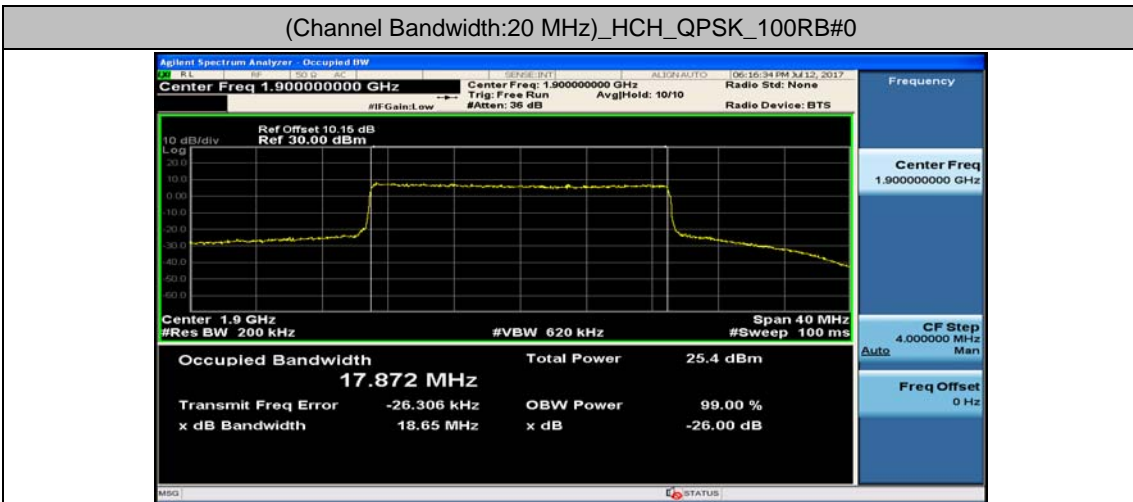 (Channel Bandwidth:20 MHz)_HCH_QPSK_100RB#0
Agilent Spectrum Analyzer - Occupied BW
RL RF 50 Ω AC SENSE:INT ALIGNAUTO 06:16:34 PM Jul 12, 2017
Center Freq 1.900000000 GHz
Center Freq: 1.900000000 GHz
Radio Std: None
Trig: Free Run Avg|Hold: 10/10
#IFGain:Low
#Atten: 36 dB
Radio Device: BTS
Ref Offset 10.15 dB
10 dB/div Ref 30.00 dBm
Log
20.0
10.0
0.00
-10.0
-20.0
-30.0
-40.0
-50.0
-60.0
Center 1.9 GHz Span 40 MHz
#Res BW 200 kHz #VBW 620 kHz #Sweep 100 ms
Occupied Bandwidth Total Power 25.4 dBm
17.872 MHz
Transmit Freq Error -26.306 kHz OBW Power 99.00 %
x dB Bandwidth 18.65 MHz x dB -26.00 dB
MSG STATUS
Frequency
Center Freq
1.900000000 GHz
CF Step
4.000000 MHz
Auto Man
Freq Offset
0 Hz